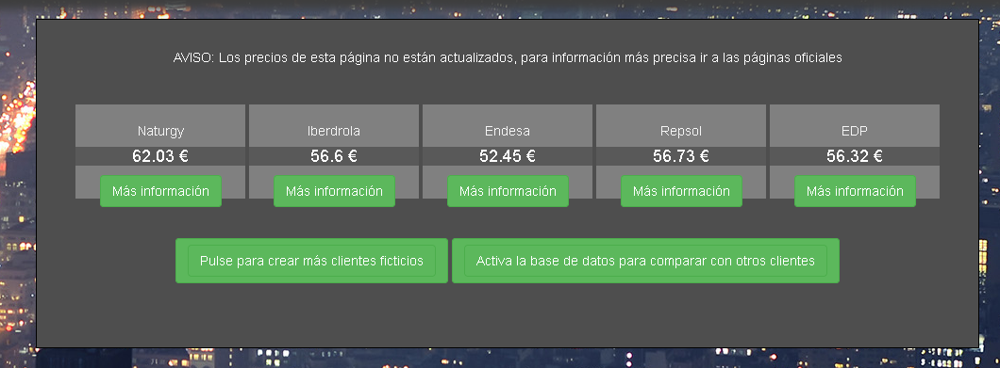 AVISO: Los precios de esta página no están actualizados, para información más precisa ir a las páginas oficiales
Naturgy
62.03 €
Más información
Iberdrola
56.6 €
Más información
Endesa
52.45 €
Más información
Repsol
56.73 €
Más información
EDP
56.32 €
Más información
Pulse para crear más clientes ficticios
Activa la base de datos para comparar con otros clientes